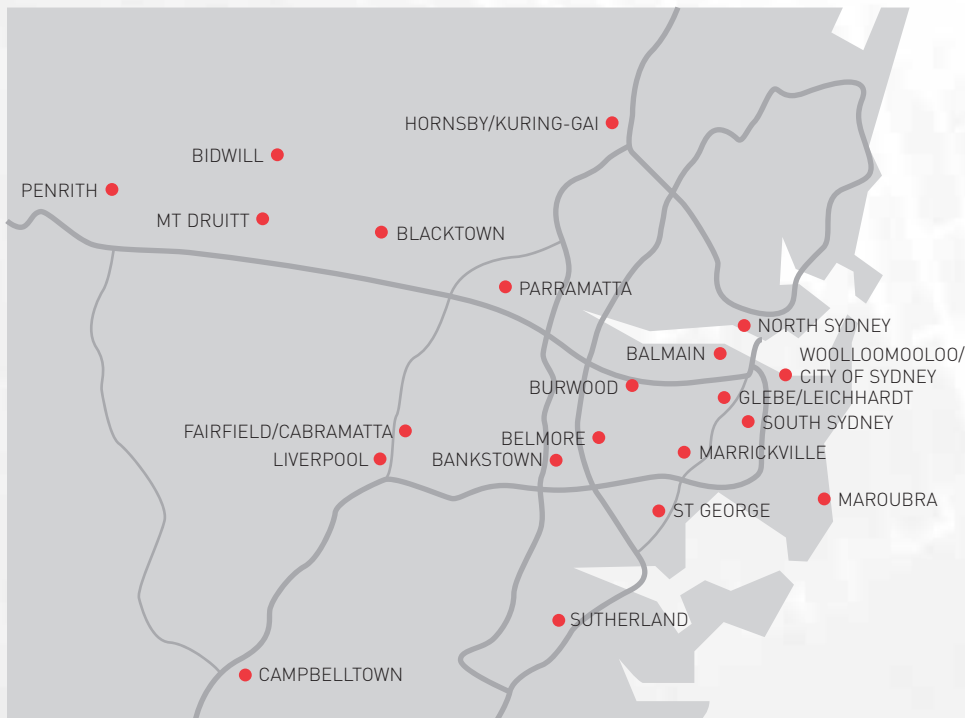 HORNSBY/KURING-GAI
BIDWILL
PENRITH
MT DRUITT
BLACKTOWN
PARRAMATTA
NORTH SYDNEY
BALMAIN
WOOLLOOMOOLOO/
CITY OF SYDNEY
BURWOOD
GLEBE/LEICHHARDT
SOUTH SYDNEY
FAIRFIELD/CABRAMATTA
BELMORE
MARRICKVILLE
LIVERPOOL
BANKSTOWN
MAROUBRA
ST GEORGE
SUTHERLAND
CAMPBELLTOWN